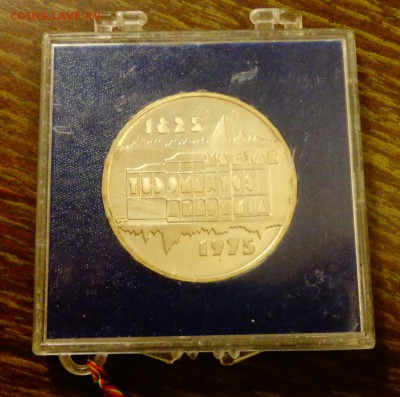 COINS.LAVE.RU
1825
MAGYAR
TUDOMÁNYOS
AKADÉMIA
1975